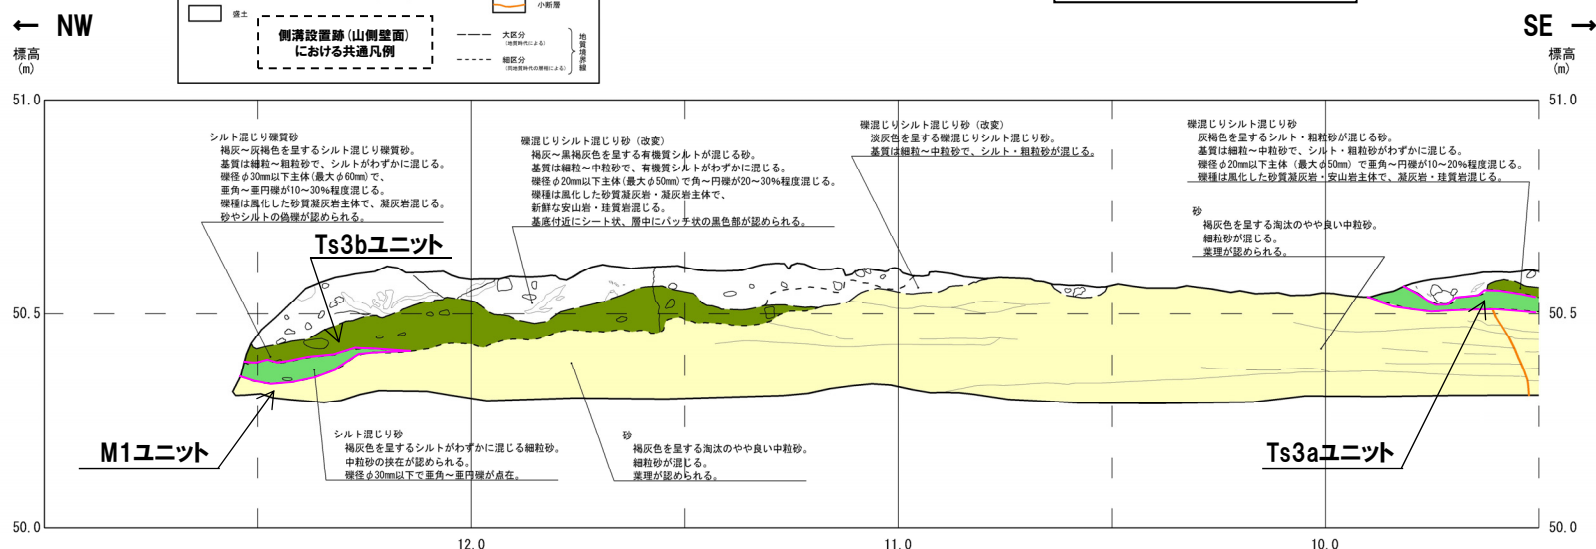 盛土
小断層
側溝設置跡(山側壁面)
における共通凡例
大区分
(地質時代による)
細区分
(同地質時代の層相による)
地質境界線
← NW
SE →
標高
(m)
標高
(m)
51.0
51.0
シルト混じり礫質砂
褐灰~灰褐色を呈するシルト混じり礫質砂。
基質は細粒~粗粒砂で、シルトがわずかに混じる。
礫径φ30mm以下主体(最大φ60mm)で、
亜角~亜円礫が10~30%程度混じる。
礫種は風化した砂質凝灰岩主体で、凝灰岩混じる。
砂やシルトの偽礫が認められる。
礫混じりシルト混じり砂(改変)
褐灰~黒褐灰色を呈する有機質シルトが混じる砂。
基質は細粒~中粒砂で、有機質シルトがわずかに混じる。
礫径φ20mm以下主体(最大φ50mm)で角~円礫が20~30%程度混じる。
礫種は風化した砂質凝灰岩・凝灰岩主体で、
新鮮な安山岩・珪質岩混じる。
基底付近にシート状、層中にパッチ状の黒色部が認められる。
礫混じりシルト混じり砂(改変)
淡灰色を呈する礫混じりシルト混じり砂。
基質は細粒~中粒砂で、シルト・粗粒砂が混じる。
礫混じりシルト混じり砂
灰褐色を呈するシルト・粗粒砂が混じる砂。
基質は細粒~中粒砂で、シルト・粗粒砂がわずかに混じる。
礫径φ20mm以下主体(最大φ50mm)で亜角~円礫が10~20%程度混じる。
礫種は風化した砂質凝灰岩・安山岩主体で、凝灰岩・珪質岩混じる。
砂
褐灰色を呈する淘汰のやや良い中粒砂。
細粒砂が混じる。
葉理が認められる。
Ts3bユニット
50.5
50.5
M1ユニット
シルト混じり砂
褐灰色を呈するシルトがわずかに混じる細粒砂。
中粒砂の挟在が認められる。
礫径φ30mm以下で亜角~亜円礫が点在。
砂
褐灰色を呈する淘汰のやや良い中粒砂。
細粒砂が混じる。
葉理が認められる。
Ts3aユニット
50.0
50.0
12.0
11.0
10.0